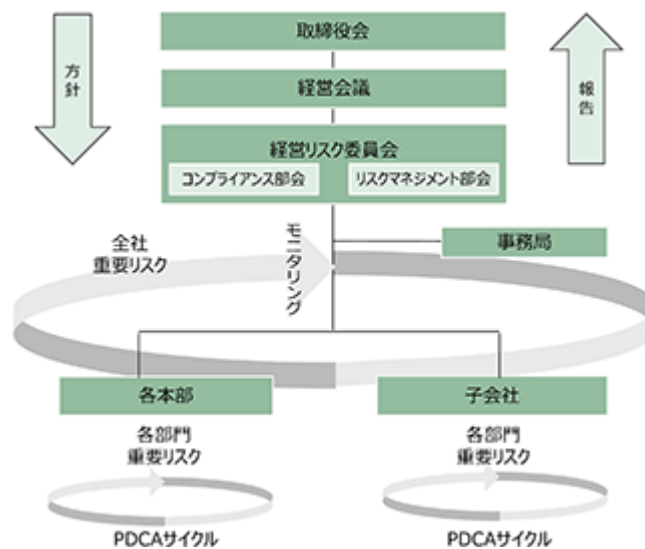 取締役会
方針
報告
経営会議
経営リスク委員会
コンプライアンス部会
リスクマネジメント部会
事務局
全社
重要リスク
モニタリング
各本部
子会社
各部門
重要リスク
各部門
重要リスク
PDCAサイクル
PDCAサイクル